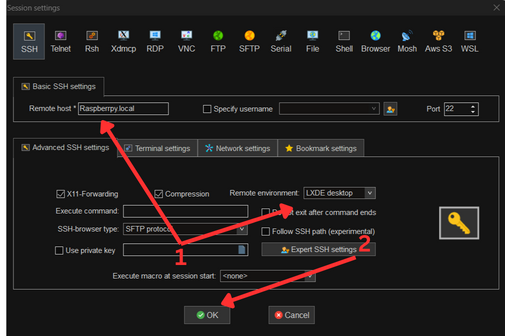 Session settings
SSH Telnet Rsh Xdmcp RDP VNC FTP SFTP Serial File Shell Browser Mosh Aws S3 WSL
Basic SSH settings
Remote host * Raspberrpy.local Specify username Port 22
Advanced SSH settings Terminal settings Network settings Bookmark settings
X11-Forwarding Compression Remote environment: LXDE desktop
Execute command: not exit after command ends
SSH-browser type: SFTP protocol Follow SSH path (experimental)
Use private key 1 Expert SSH settings 2
Execute macro at session start: <none>
OK Cancel